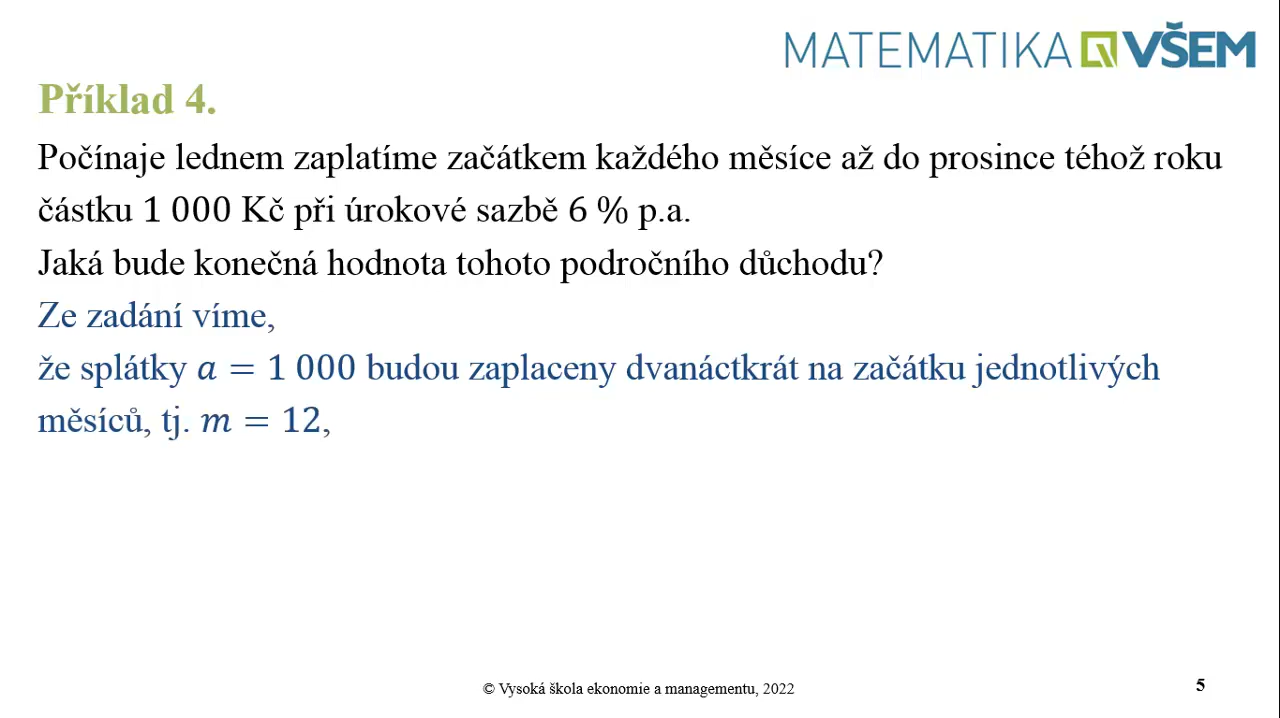 MATEMATIKA VŠEM
Příklad 4.
Počínaje lednem zaplatíme začátkem každého měsíce až do prosince téhož roku
částku 1 000 Kč při úrokové sazbě 6 % p.a.
Jaká bude konečná hodnota tohoto područního důchodu?
Ze zadání víme,
že splátky a = 1 000 budou zaplaceny dvanáctkrát na začátku jednotlivých
měsíců, tj. m = 12,
© Vysoká škola ekonomie a managementu, 2022
5